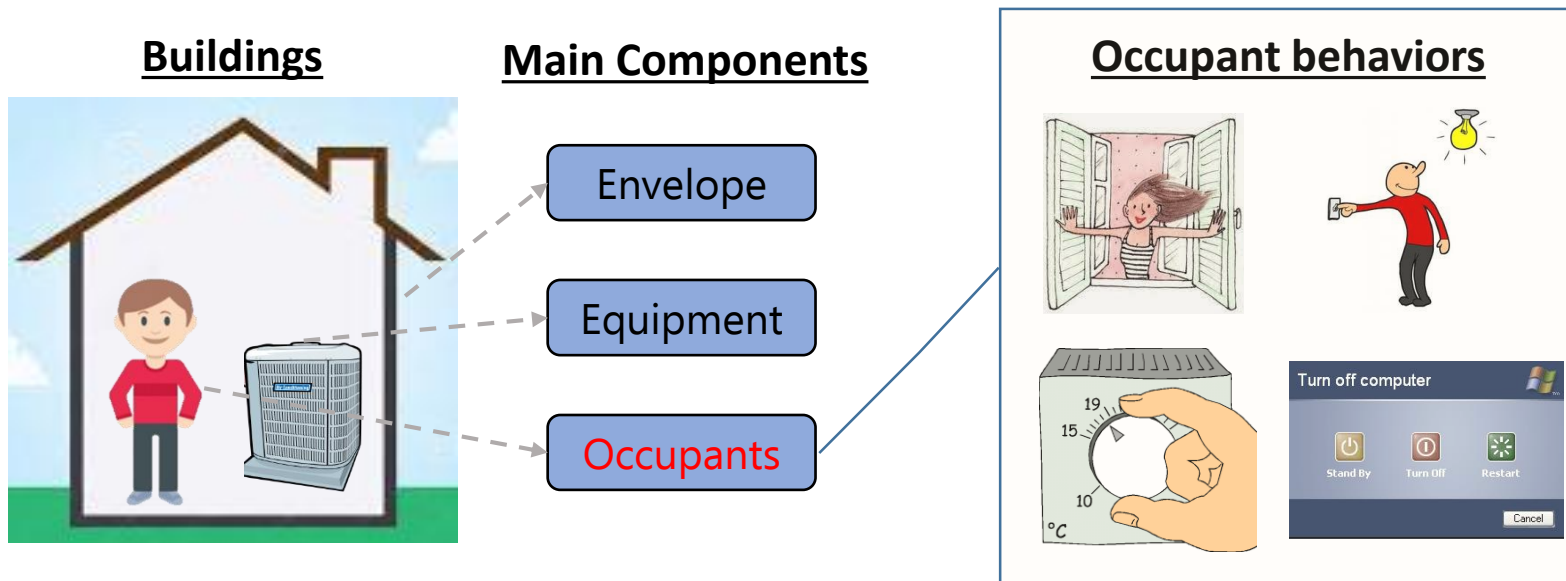 Buildings
Main Components
Envelope
Equipment
Occupants
Occupant behaviors
19
15
10
°C
Turn off computer
Stand By
Turn Off
Restart
Cancel